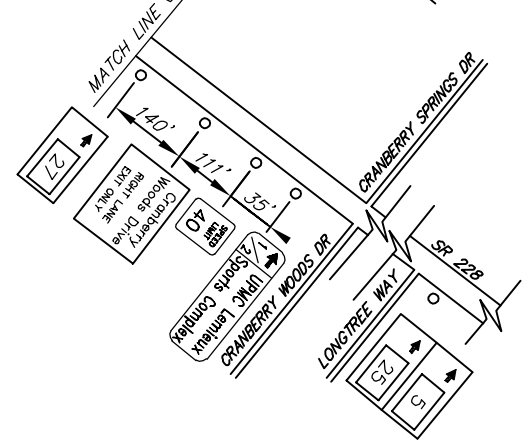 MATCH LINE
CRANBERRY SPRINGS DR
140'
111'
35'
27
Cranberry
Woods Drive
RIGHT LANE
EXIT ONLY
SPEED
LIMIT
40
1/2 UPMC Lemieux
Sports Complex
CRANBERRY WOODS DR
SR 228
LONGTREE WAY
25
5